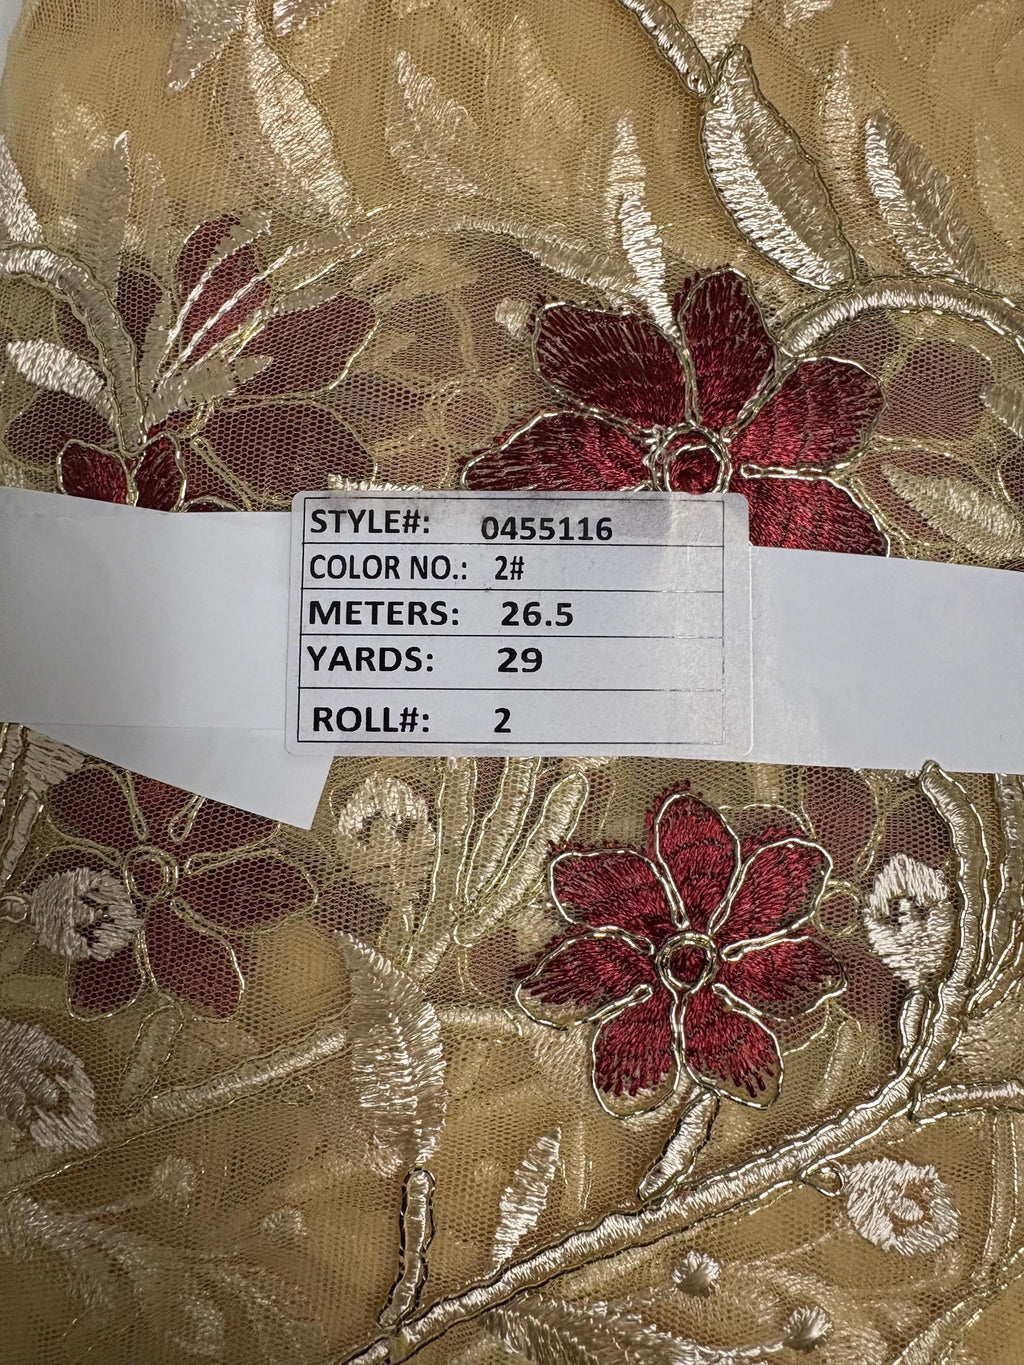 STYLE#: 0455116
COLOR NO.: 2#
METERS: 26.5
YARDS: 29
ROLL#: 2